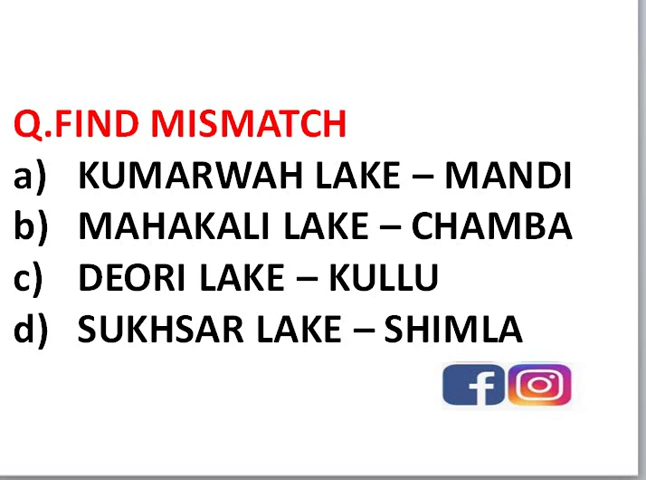 Q.FIND MISMATCH
a) KUMARWAH LAKE – MANDI
b) MAHAKALI LAKE – CHAMBA
c) DEORI LAKE – KULLU
d) SUKHSAR LAKE – SHIMLA